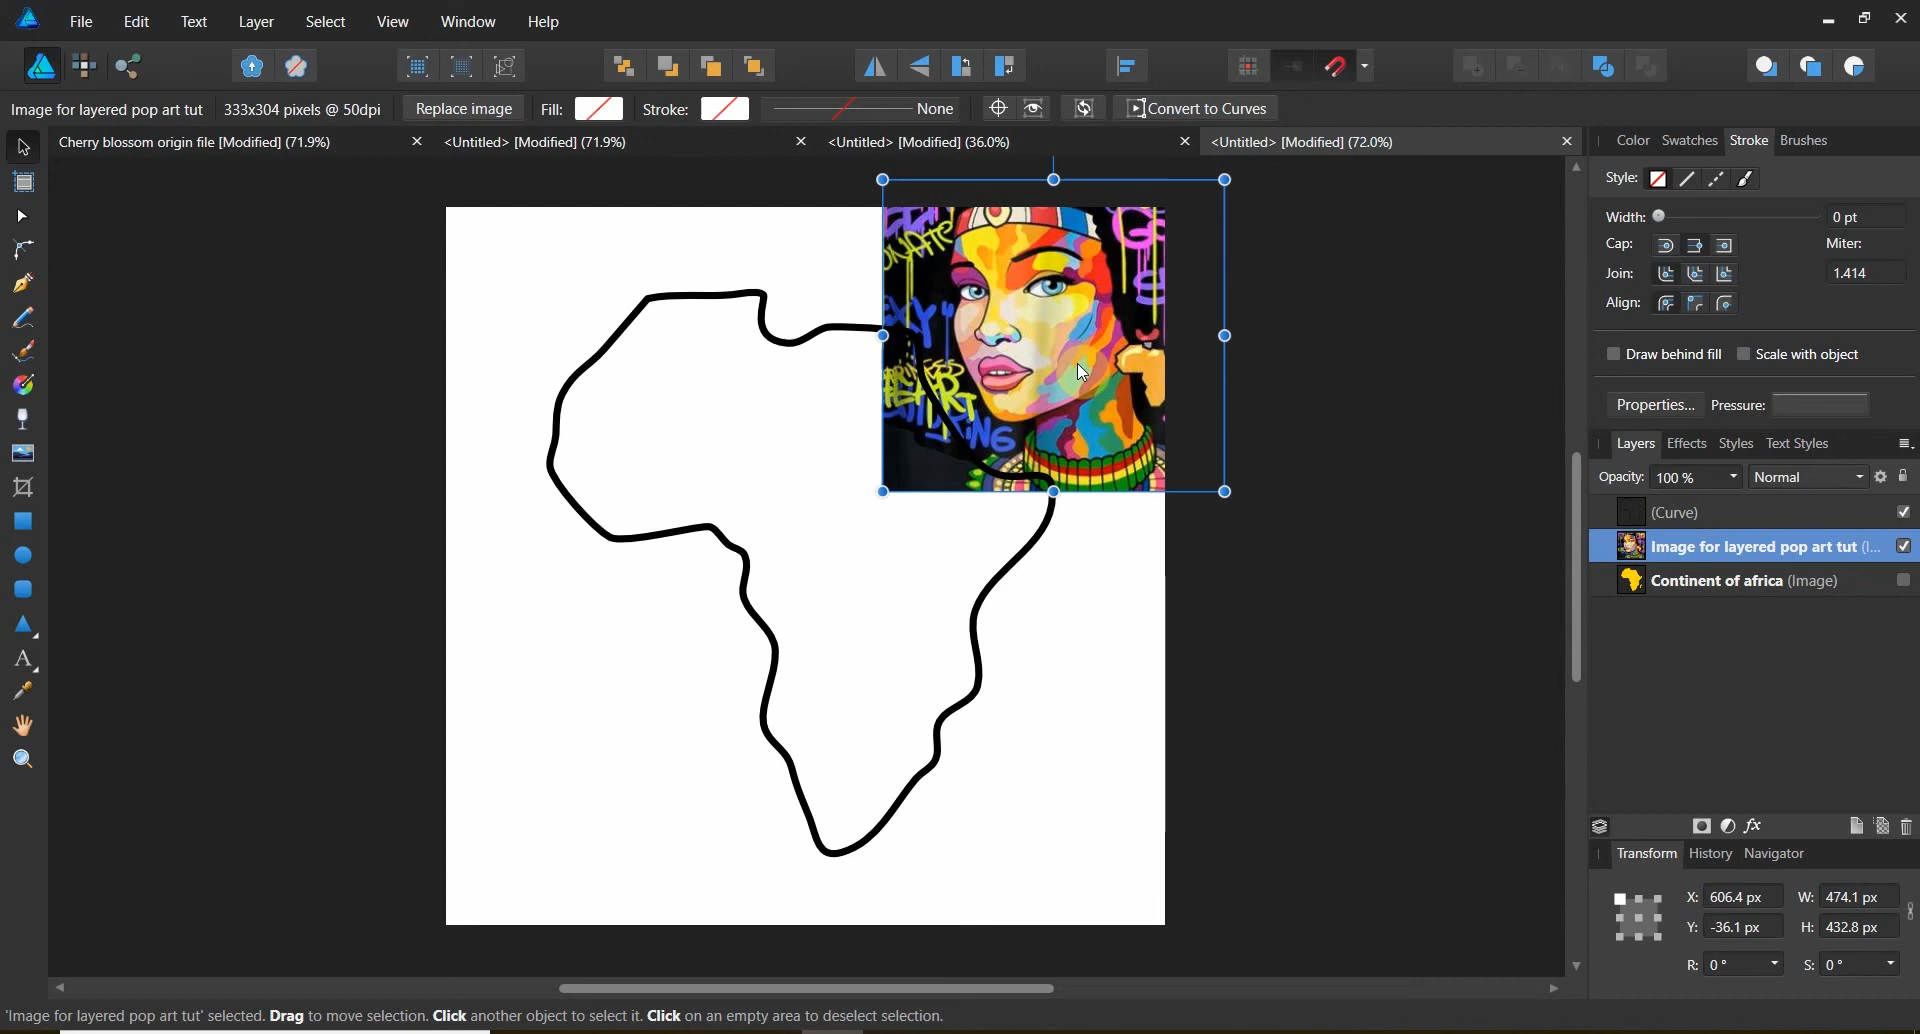 File Edit Text Layer Select View Window Help
Image for layered pop art tut 333x304 pixels @ 50dpi Replace image Fill: Stroke: None Convert to Curves
Cherry blossom origin file [Modified] (71.9%) <Untitled> [Modified] (71.9%) <Untitled> [Modified] (36.0%) <Untitled> [Modified] (72.0%)
Color Swatches Stroke Brushes
Style:
Width: 0 pt
Cap: Miter:
Join: 1.414
Align:
Draw behind fill Scale with object
Properties... Pressure:
Layers Effects Styles Text Styles
Opacity: 100 % Normal
(Curve)
Image for layered pop art tut (I...
Continent of africa (Image)
Transform History Navigator
X: 606.4 px W: 474.1 px
Y: -36.1 px H: 432.8 px
R: 0 ° S: 0 °
'Image for layered pop art tut' selected. Drag to move selection. Click another object to select it. Click on an empty area to deselect selection.